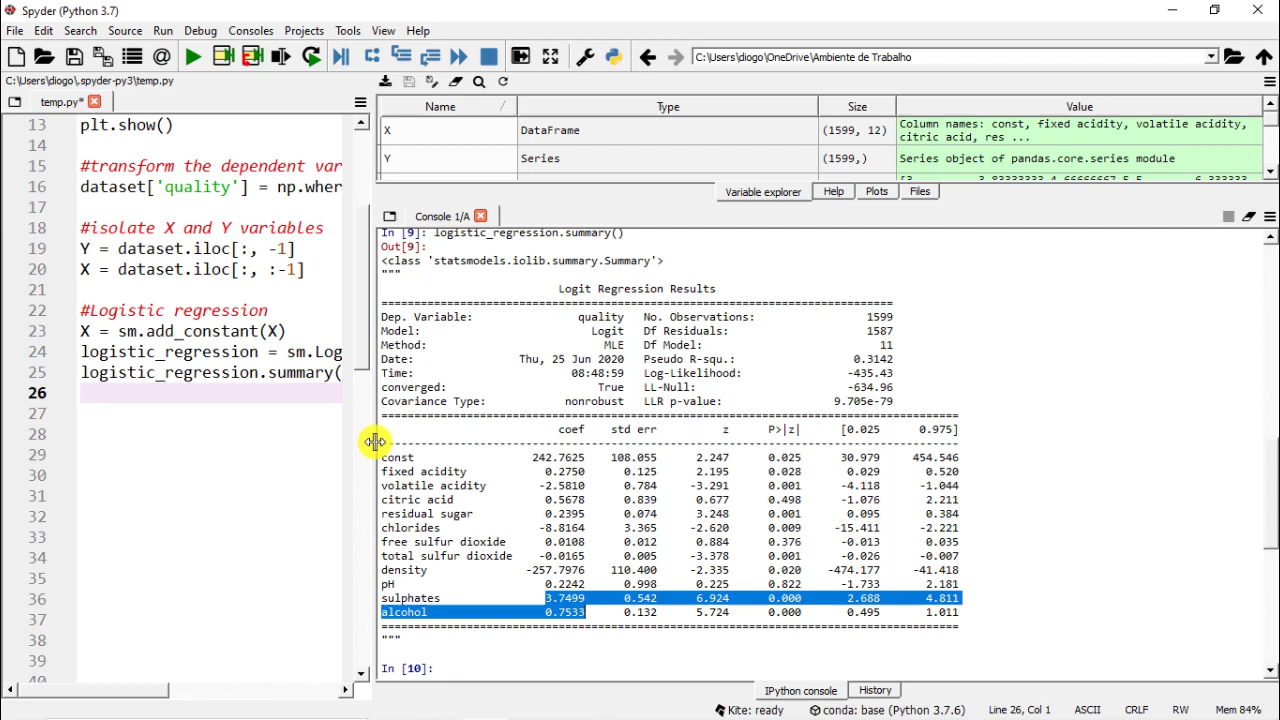 Spyder (Python 3.7)
File Edit Search Source Run Debug Consoles Projects Tools View Help
C:\Users\diogo\OneDrive\Ambiente de Trabalho
C:\Users\diogo\.spyder-py3\temp.py
temp.py*
13 plt.show()
14
15 #transform the dependent var
16 dataset['quality'] = np.wher
17
18 #isolate X and Y variables
19 Y = dataset.iloc[:, -1]
20 X = dataset.iloc[:, :-1]
21
22 #Logistic regression
23 X = sm.add_constant(X)
24 logistic_regression = sm.Log
25 logistic_regression.summary(
26
27
28
29
30
31
32
33
34
35
36
37
38
39
40
Name Type Size Value
X DataFrame (1599, 12) Column names: const, fixed acidity, volatile acidity,
citric acid, res ...
Y Series (1599,) Series object of pandas.core.series module
Variable explorer Help Plots Files
Console 1/A
In [9]: logistic_regression.summary()
Out[9]:
<class 'statsmodels.iolib.summary.Summary'>
"""
Logit Regression Results
==============================================================================
Dep. Variable: quality No. Observations: 1599
Model: Logit Df Residuals: 1587
Method: MLE Df Model: 11
Date: Thu, 25 Jun 2020 Pseudo R-squ.: 0.3142
Time: 08:48:59 Log-Likelihood: -435.43
converged: True LL-Null: -634.96
Covariance Type: nonrobust LLR p-value: 9.705e-79
========================================================================================
coef std err z P>|z| [0.025 0.975]
----------------------------------------------------------------------------------------
const 242.7625 108.055 2.247 0.025 30.979 454.546
fixed acidity 0.2750 0.125 2.195 0.028 0.029 0.520
volatile acidity -2.5810 0.784 -3.291 0.001 -4.118 -1.044
citric acid 0.5678 0.839 0.677 0.498 -1.076 2.211
residual sugar 0.2395 0.074 3.248 0.001 0.095 0.384
chlorides -8.8164 3.365 -2.620 0.009 -15.411 -2.221
free sulfur dioxide 0.0108 0.012 0.884 0.376 -0.013 0.035
total sulfur dioxide -0.0165 0.005 -3.378 0.001 -0.026 -0.007
density -257.7976 110.400 -2.335 0.020 -474.177 -41.418
pH 0.2242 0.998 0.225 0.822 -1.733 2.181
sulphates 3.7499 0.542 6.924 0.000 2.688 4.811
alcohol 0.7533 0.132 5.724 0.000 0.495 1.011
========================================================================================
"""
In [10]:
IPython console History
Kite: ready conda: base (Python 3.7.6) Line 26, Col 1 ASCII CRLF RW Mem 84%